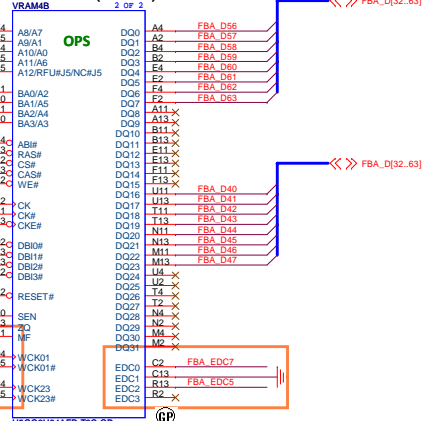 VRAM4B 2 OF 2
FBA_D[32..63]
OPS
A8/A7 DQ0 A4 FBA_D56
A9/A1 DQ1 A2 FBA_D57
A10/A0 DQ2 B4 FBA_D58
A11/A6 DQ3 B2 FBA_D59
A12/RFU#J5/NC#J5 DQ4 E4 FBA_D60
DQ5 E2 FBA_D61
BA0/A2 DQ6 F4 FBA_D62
BA1/A5 DQ7 F2 FBA_D63
BA2/A4 DQ8 A11
BA3/A3 DQ9 A13
DQ10 B11
ABI# DQ11 B13
RAS# DQ12 E11
CS# DQ13 E13
CAS# DQ14 F11
WE# DQ15 F13
FBA_D[32..63]
DQ16 U11 FBA_D40
CK DQ17 U13 FBA_D41
CK# DQ18 T11 FBA_D42
CKE# DQ19 T13 FBA_D43
DQ20 N11 FBA_D44
DBI0# DQ21 N13 FBA_D45
DBI1# DQ22 M11 FBA_D46
DBI2# DQ23 M13 FBA_D47
DBI3# DQ24 U4
DQ25 U2
RESET# DQ26 T4
DQ27 T2
SEN DQ28 N4
ZQ DQ29 N2
MF DQ30 M4
DQ31 M2
WCK01
WCK01# EDC0 C2 FBA_EDC7
EDC1 C13
WCK23 EDC2 R13 FBA_EDC5
WCK23# EDC3 R2
GP